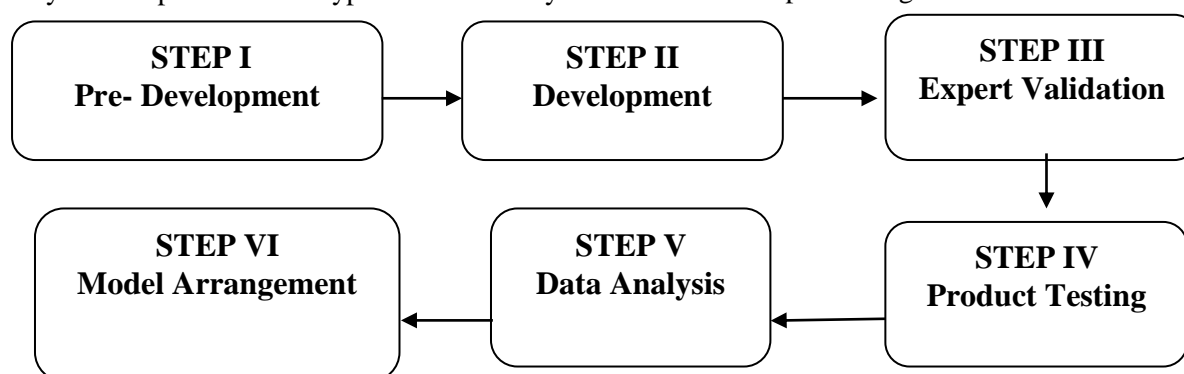 STEP I
Pre- Development
STEP II
Development
STEP III
Expert Validation
STEP IV
Product Testing
STEP V
Data Analysis
STEP VI
Model Arrangement